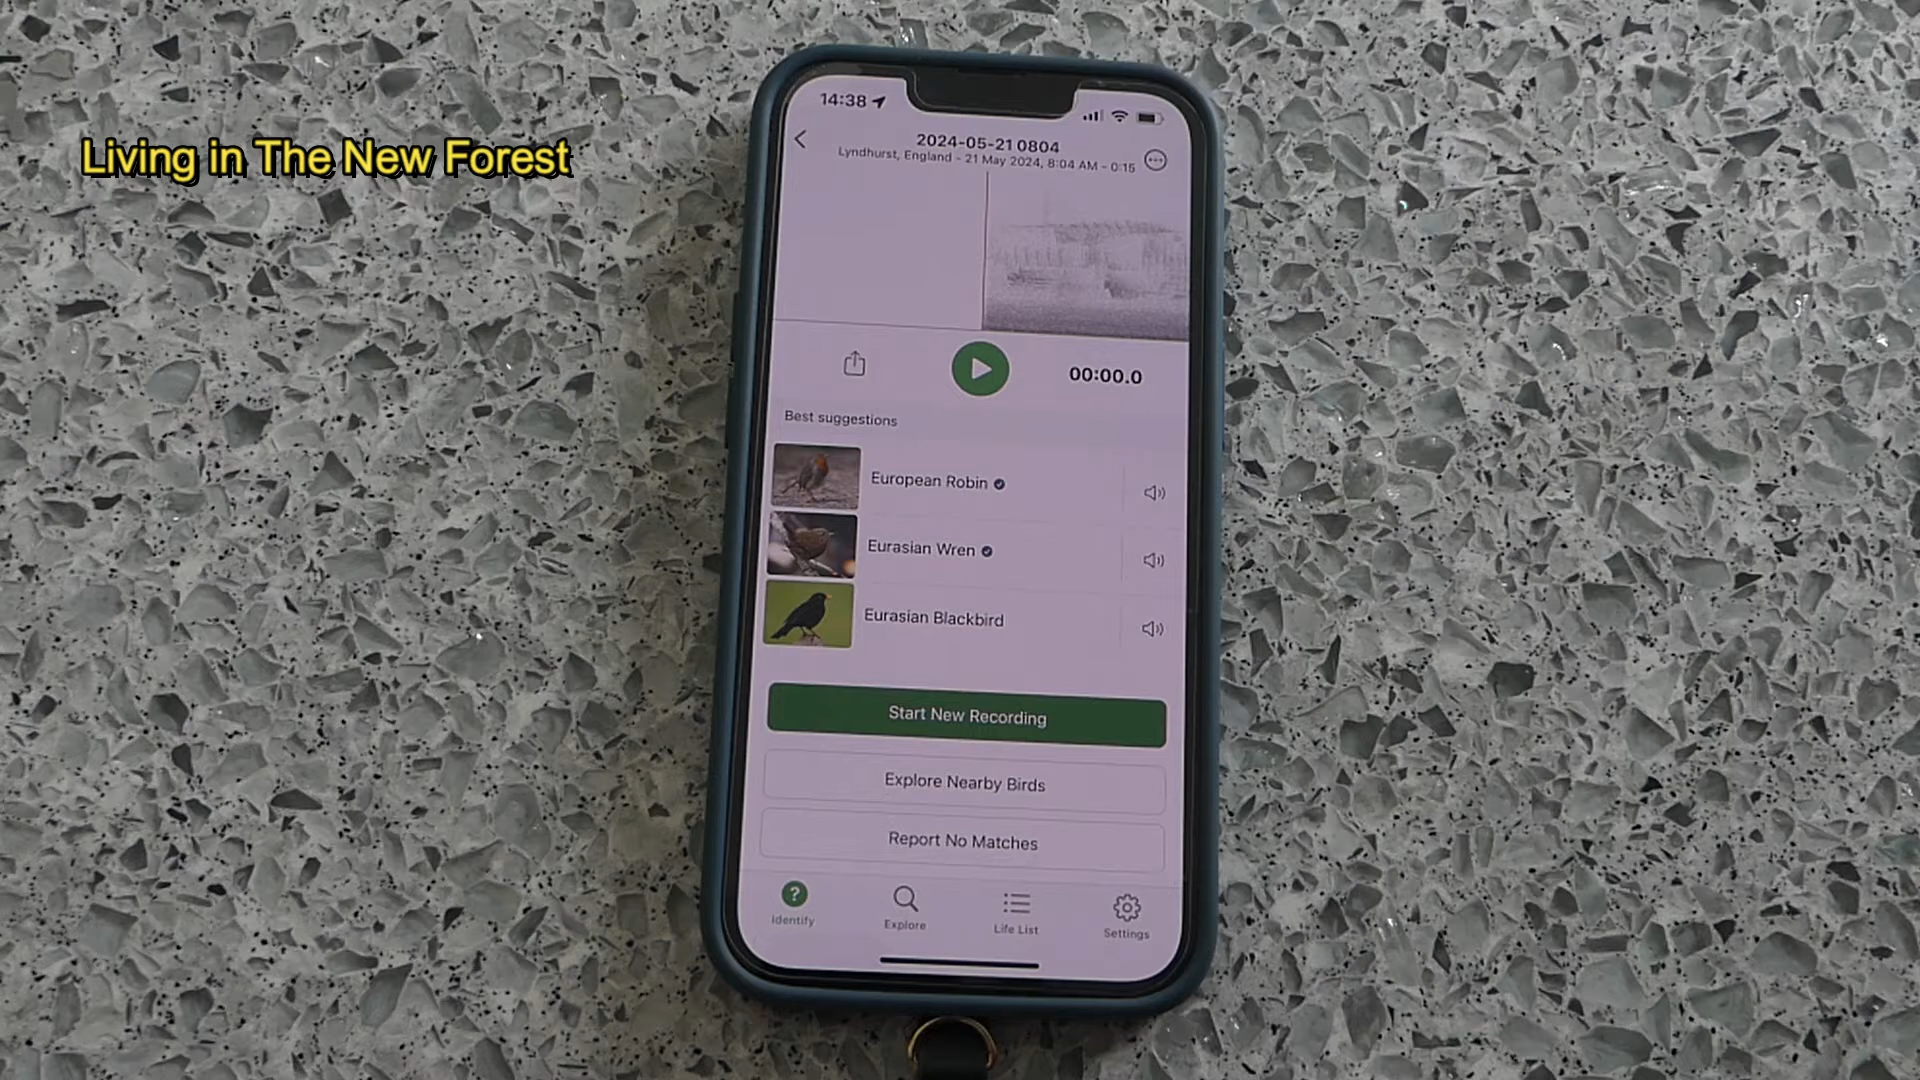 Living in The New Forest
14:38
2024-05-21 0804
Lyndhurst, England - 21 May 2024, 8:04 AM - 0:15
00:00.0
Best suggestions
European Robin
Eurasian Wren
Eurasian Blackbird
Start New Recording
Explore Nearby Birds
Report No Matches
Identify
Explore
Life List
Settings